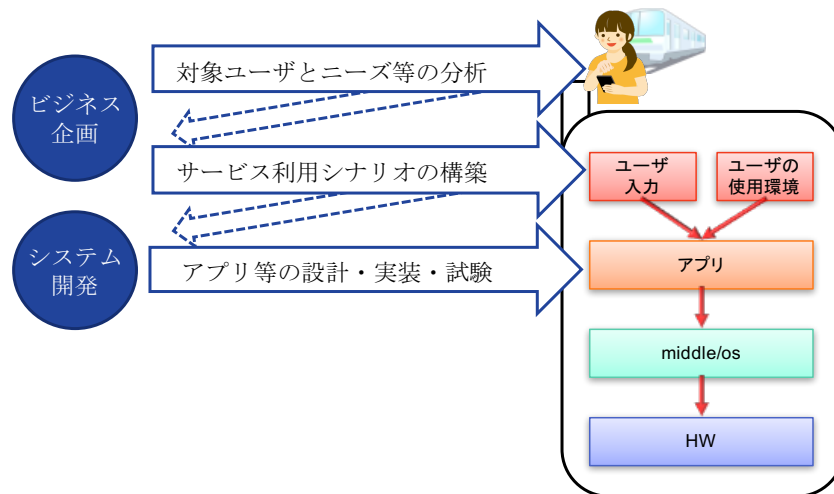 対象ユーザとニーズ等の分析
ビジネス
企画
サービス利用シナリオの構築
ユーザ
入力
ユーザの
使用環境
システム
開発
アプリ等の設計・実装・試験
アプリ
middle/os
HW